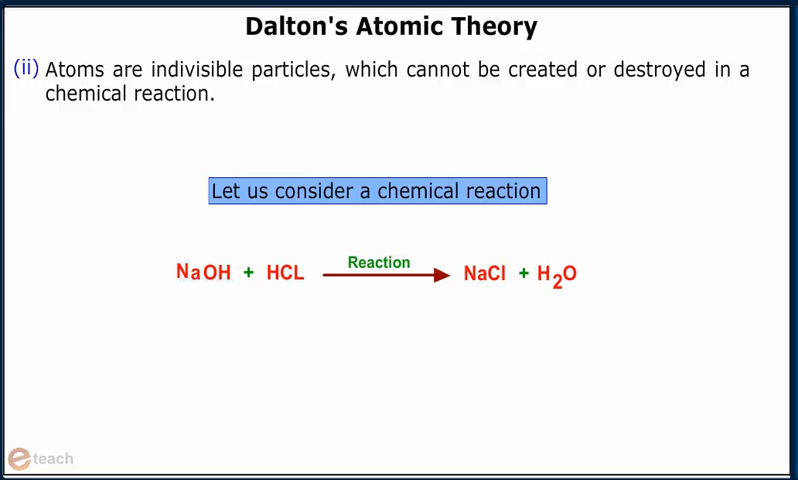 Dalton's Atomic Theory
(ii) Atoms are indivisible particles, which cannot be created or destroyed in a
chemical reaction.
Let us consider a chemical reaction
Reaction
NaOH + HCL NaCl + H2O
e teach